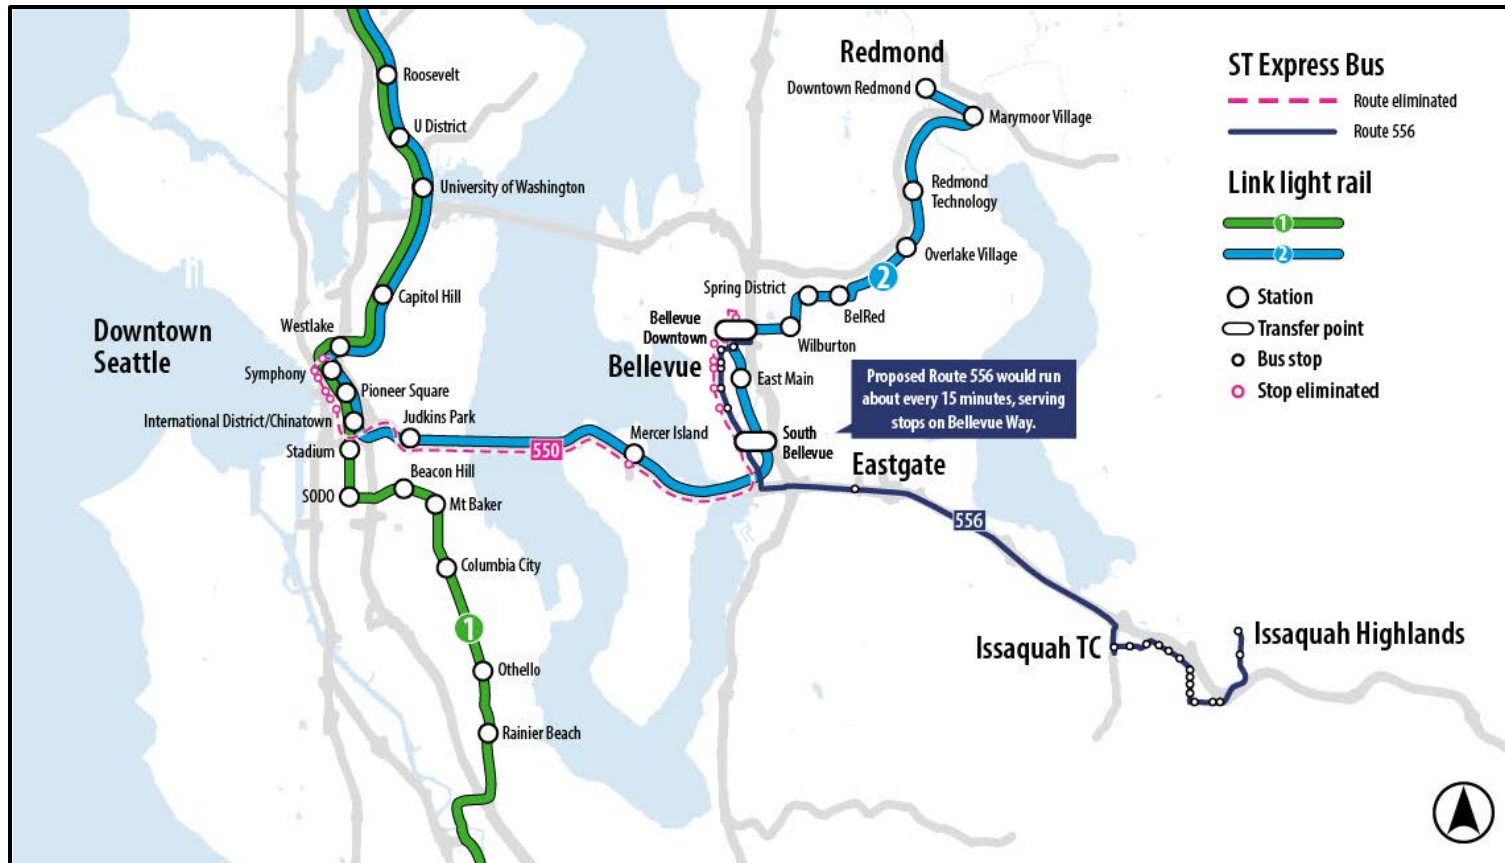 Roosevelt
U District
University of Washington
Capitol Hill
Westlake
Downtown
Seattle
Symphony
Pioneer Square
International District/Chinatown
Judkins Park
Stadium
550
Mercer Island
Beacon Hill
SODO
Mt Baker
Columbia City
1
Othello
Rainier Beach
Redmond
Downtown Redmond
Marymoor Village
Redmond
Technology
Overlake Village
2
Spring District
BelRed
Bellevue
Downtown
Wilburton
Bellevue
East Main
Proposed Route 556 would run
about every 15 minutes, serving
stops on Bellevue Way.
South
Bellevue
Eastgate
556
Issaquah TC
Issaquah Highlands
ST Express Bus
Route eliminated
Route 556
Link light rail
1
2
Station
Transfer point
Bus stop
Stop eliminated